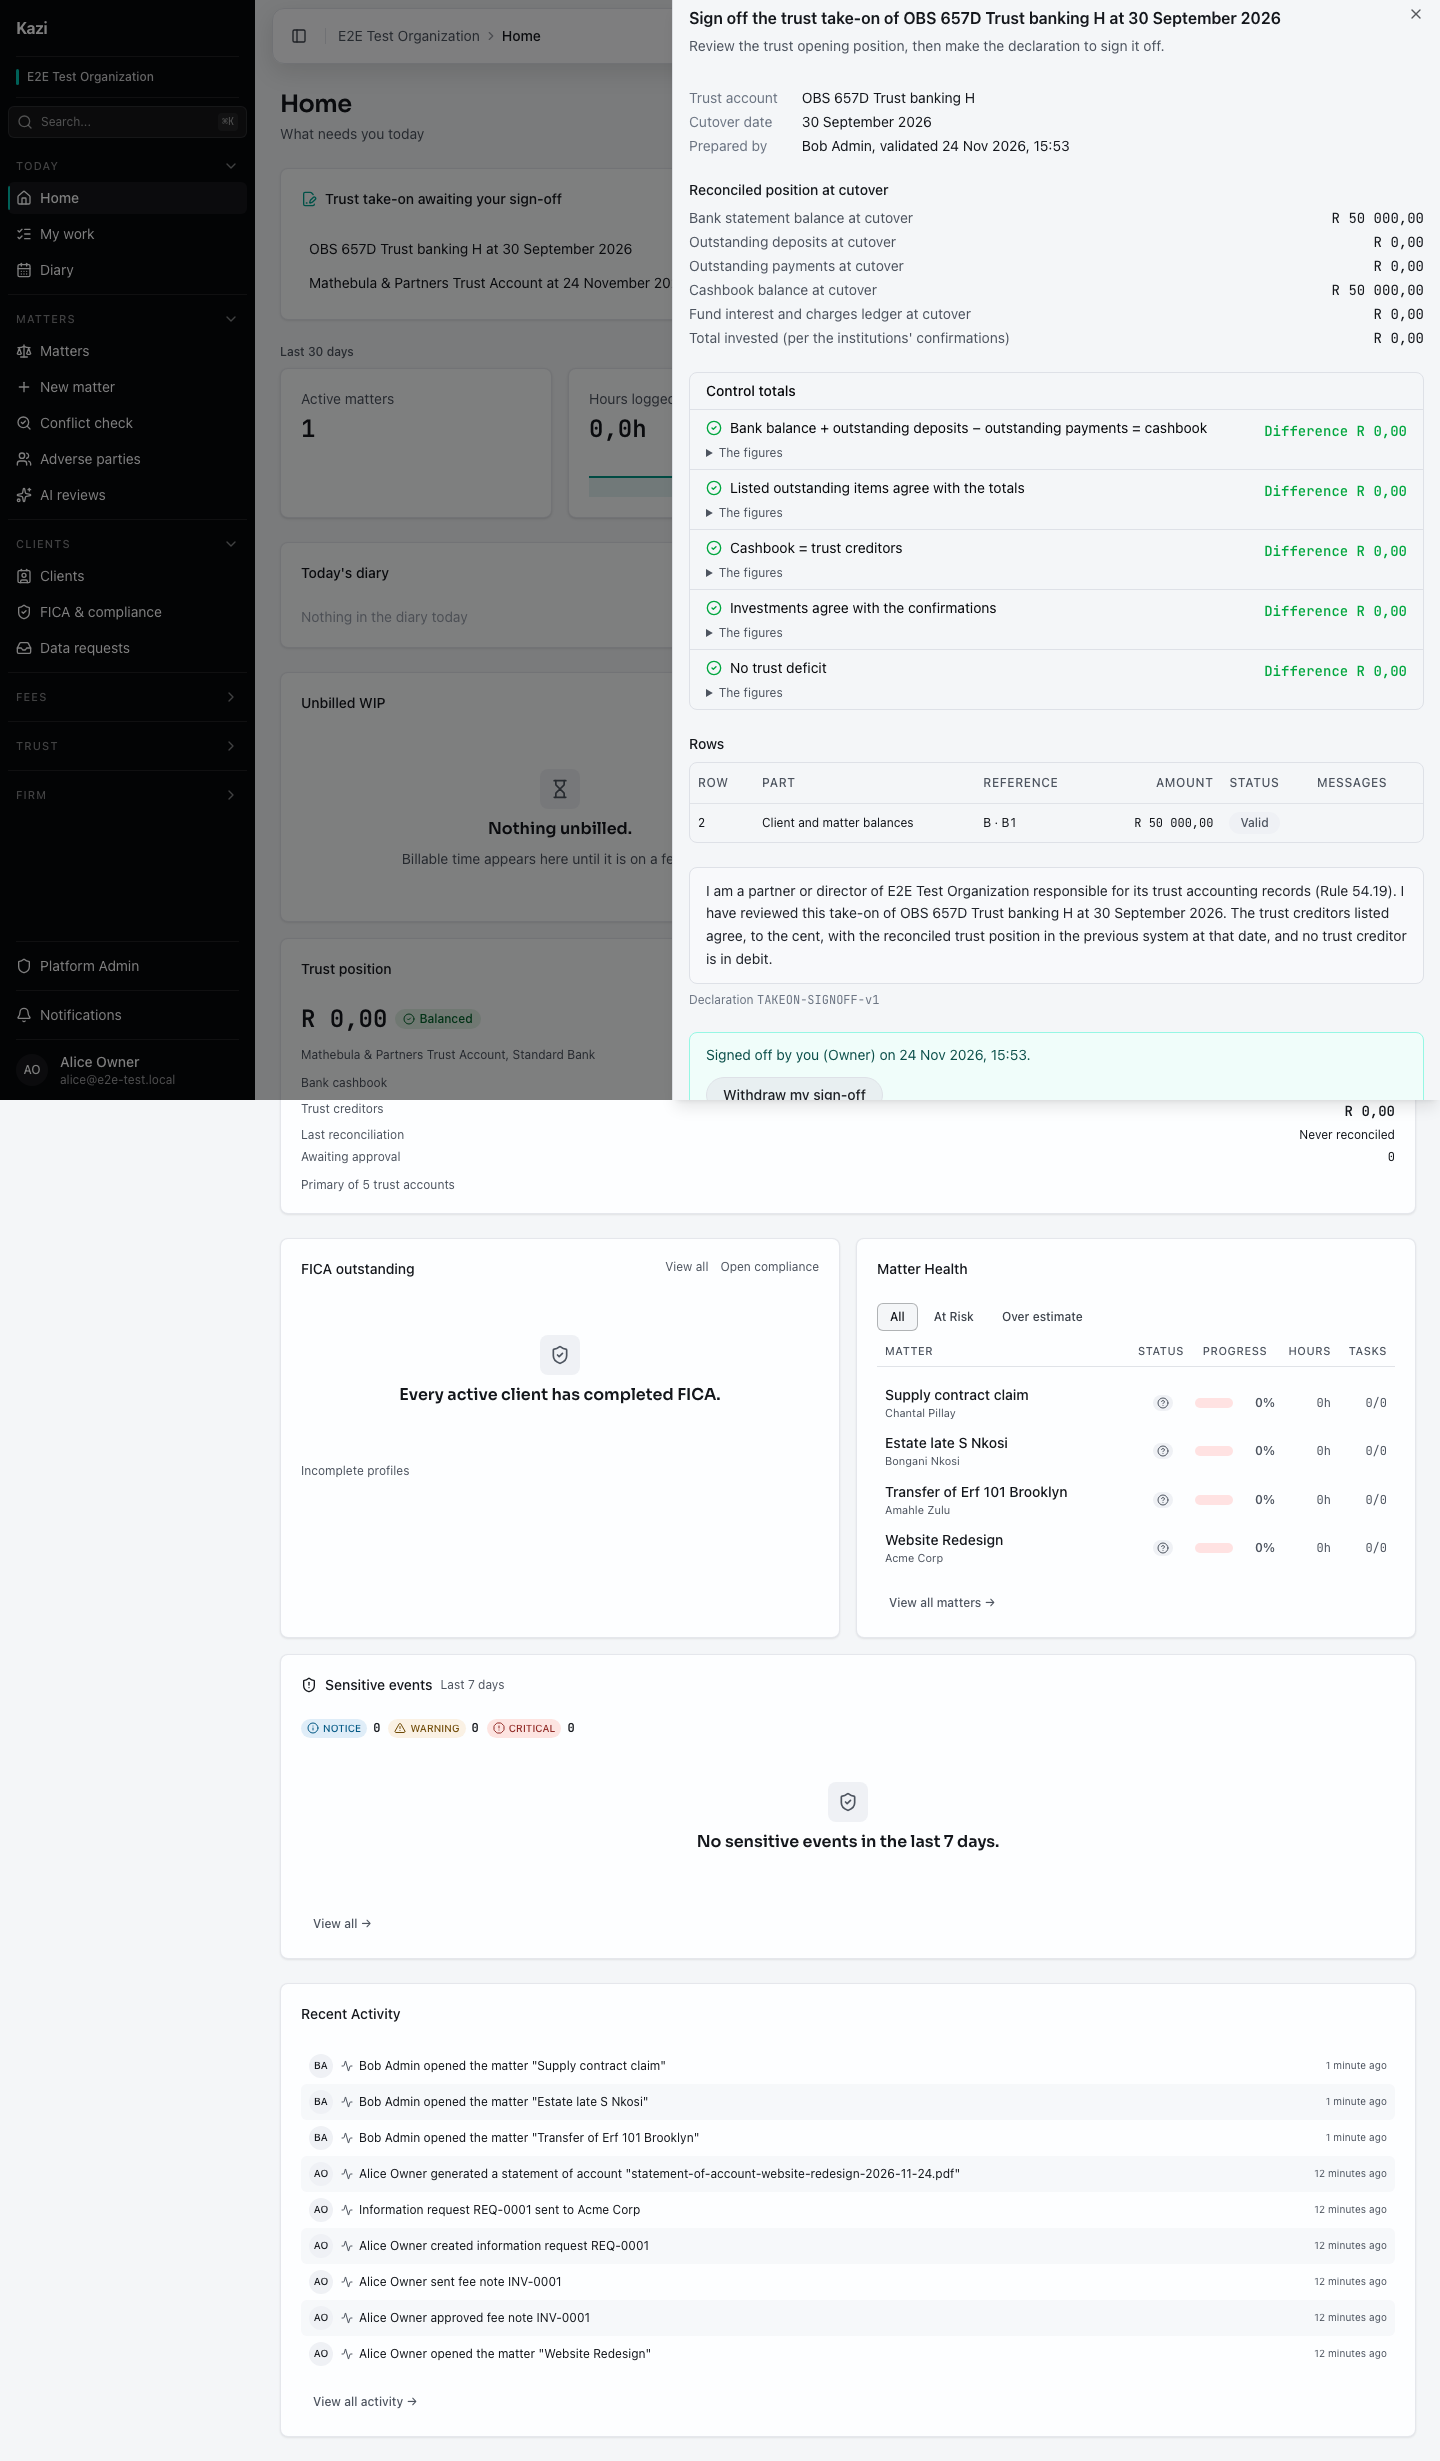 Kazi
E2E Test Organization
Search... ⌘K
TODAY
Home
My work
Diary
MATTERS
Matters
New matter
Conflict check
Adverse parties
AI reviews
CLIENTS
Clients
FICA & compliance
Data requests
FEES
TRUST
FIRM
Platform Admin
Notifications
AO Alice Owner
alice@e2e-test.local
E2E Test Organization > Home
Home
What needs you today
Trust take-on awaiting your sign-off
OBS 657D Trust banking H at 30 September 2026
Mathebula & Partners Trust Account at 24 November 20
Last 30 days
Active matters
1
Hours logged
0,0h
Today's diary
Nothing in the diary today
Unbilled WIP
Nothing unbilled.
Billable time appears here until it is on a fe
Trust position
R 0,00 Balanced
Mathebula & Partners Trust Account, Standard Bank
Bank cashbook
Trust creditors R 0,00
Last reconciliation Never reconciled
Awaiting approval 0
Primary of 5 trust accounts
Sign off the trust take-on of OBS 657D Trust banking H at 30 September 2026
Review the trust opening position, then make the declaration to sign it off.
Trust account OBS 657D Trust banking H
Cutover date 30 September 2026
Prepared by Bob Admin, validated 24 Nov 2026, 15:53
Reconciled position at cutover
Bank statement balance at cutover R 50 000,00
Outstanding deposits at cutover R 0,00
Outstanding payments at cutover R 0,00
Cashbook balance at cutover R 50 000,00
Fund interest and charges ledger at cutover R 0,00
Total invested (per the institutions' confirmations) R 0,00
Control totals
Bank balance + outstanding deposits − outstanding payments = cashbook Difference R 0,00
The figures
Listed outstanding items agree with the totals Difference R 0,00
The figures
Cashbook = trust creditors Difference R 0,00
The figures
Investments agree with the confirmations Difference R 0,00
The figures
No trust deficit Difference R 0,00
The figures
Rows
ROW PART REFERENCE AMOUNT STATUS MESSAGES
2 Client and matter balances B · B1 R 50 000,00 Valid
I am a partner or director of E2E Test Organization responsible for its trust accounting records (Rule 54.19). I
have reviewed this take-on of OBS 657D Trust banking H at 30 September 2026. The trust creditors listed
agree, to the cent, with the reconciled trust position in the previous system at that date, and no trust creditor
is in debit.
Declaration TAKEON-SIGNOFF-v1
Signed off by you (Owner) on 24 Nov 2026, 15:53.
Withdraw my sign-off
FICA outstanding View all Open compliance
Every active client has completed FICA.
Incomplete profiles
Matter Health
All At Risk Over estimate
MATTER STATUS PROGRESS HOURS TASKS
Supply contract claim 0% 0h 0/0
Chantal Pillay
Estate late S Nkosi 0% 0h 0/0
Bongani Nkosi
Transfer of Erf 101 Brooklyn 0% 0h 0/0
Amahle Zulu
Website Redesign 0% 0h 0/0
Acme Corp
View all matters →
Sensitive events Last 7 days
NOTICE 0 WARNING 0 CRITICAL 0
No sensitive events in the last 7 days.
View all →
Recent Activity
BA Bob Admin opened the matter "Supply contract claim" 1 minute ago
BA Bob Admin opened the matter "Estate late S Nkosi" 1 minute ago
BA Bob Admin opened the matter "Transfer of Erf 101 Brooklyn" 1 minute ago
AO Alice Owner generated a statement of account "statement-of-account-website-redesign-2026-11-24.pdf" 12 minutes ago
AO Information request REQ-0001 sent to Acme Corp 12 minutes ago
AO Alice Owner created information request REQ-0001 12 minutes ago
AO Alice Owner sent fee note INV-0001 12 minutes ago
AO Alice Owner approved fee note INV-0001 12 minutes ago
AO Alice Owner opened the matter "Website Redesign" 12 minutes ago
View all activity →